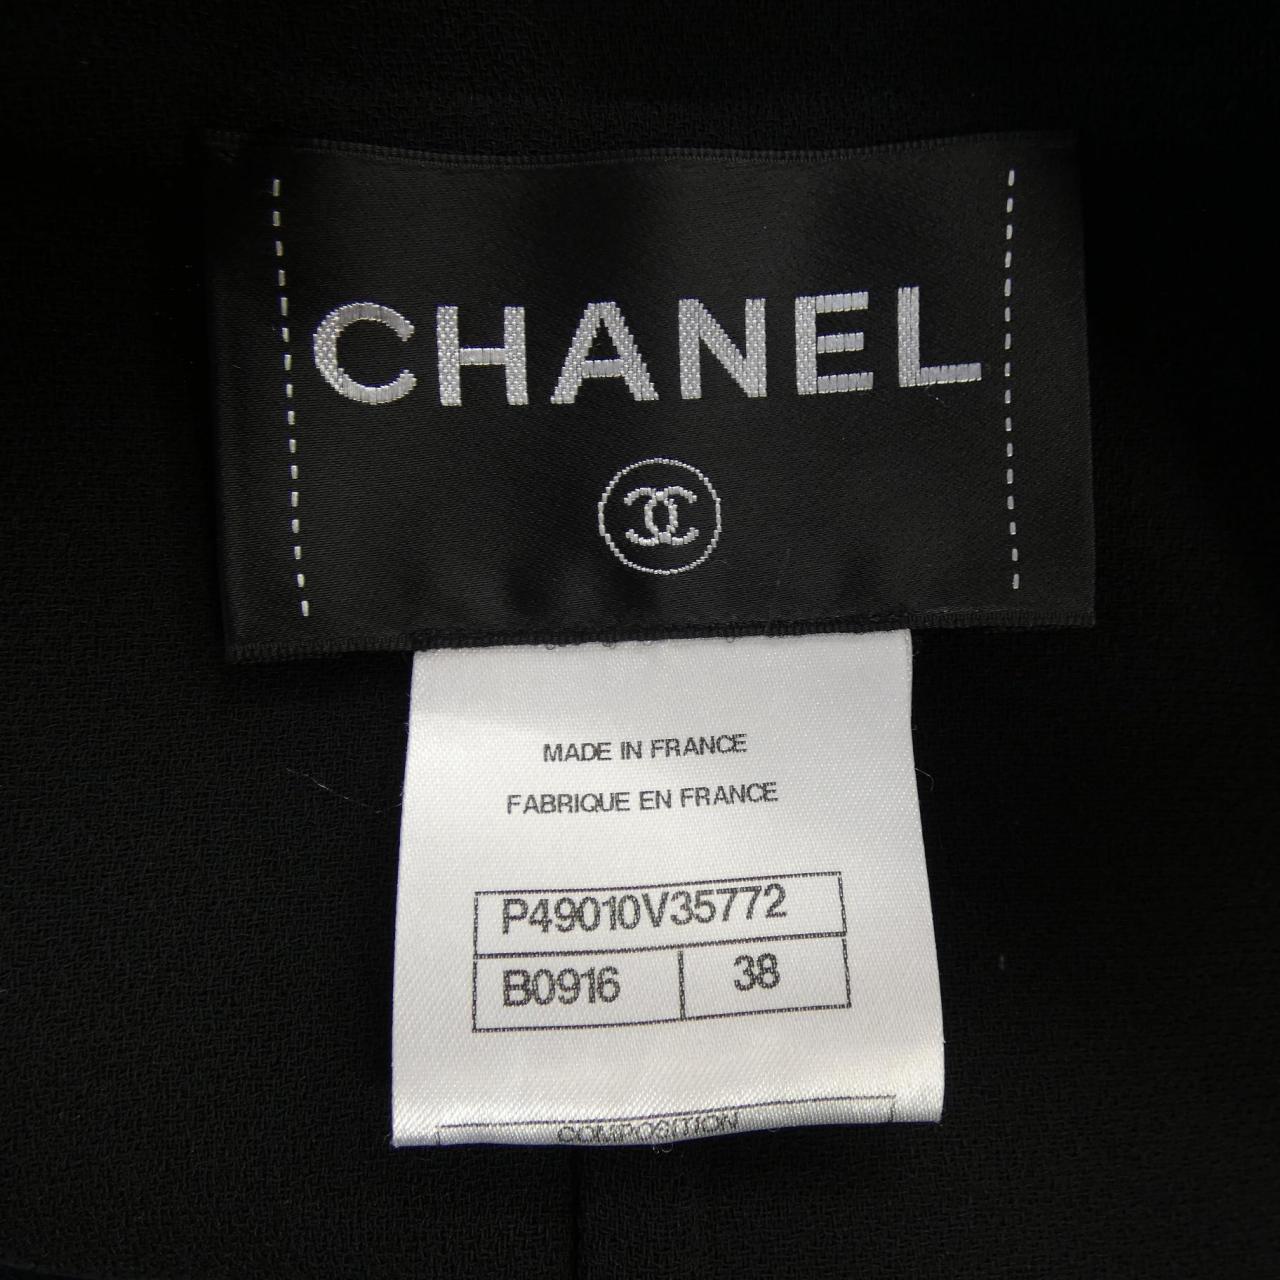 CHANEL
MADE IN FRANCE
FABRIQUE EN FRANCE
P49010V35772
B0916 38
COMPOSITION